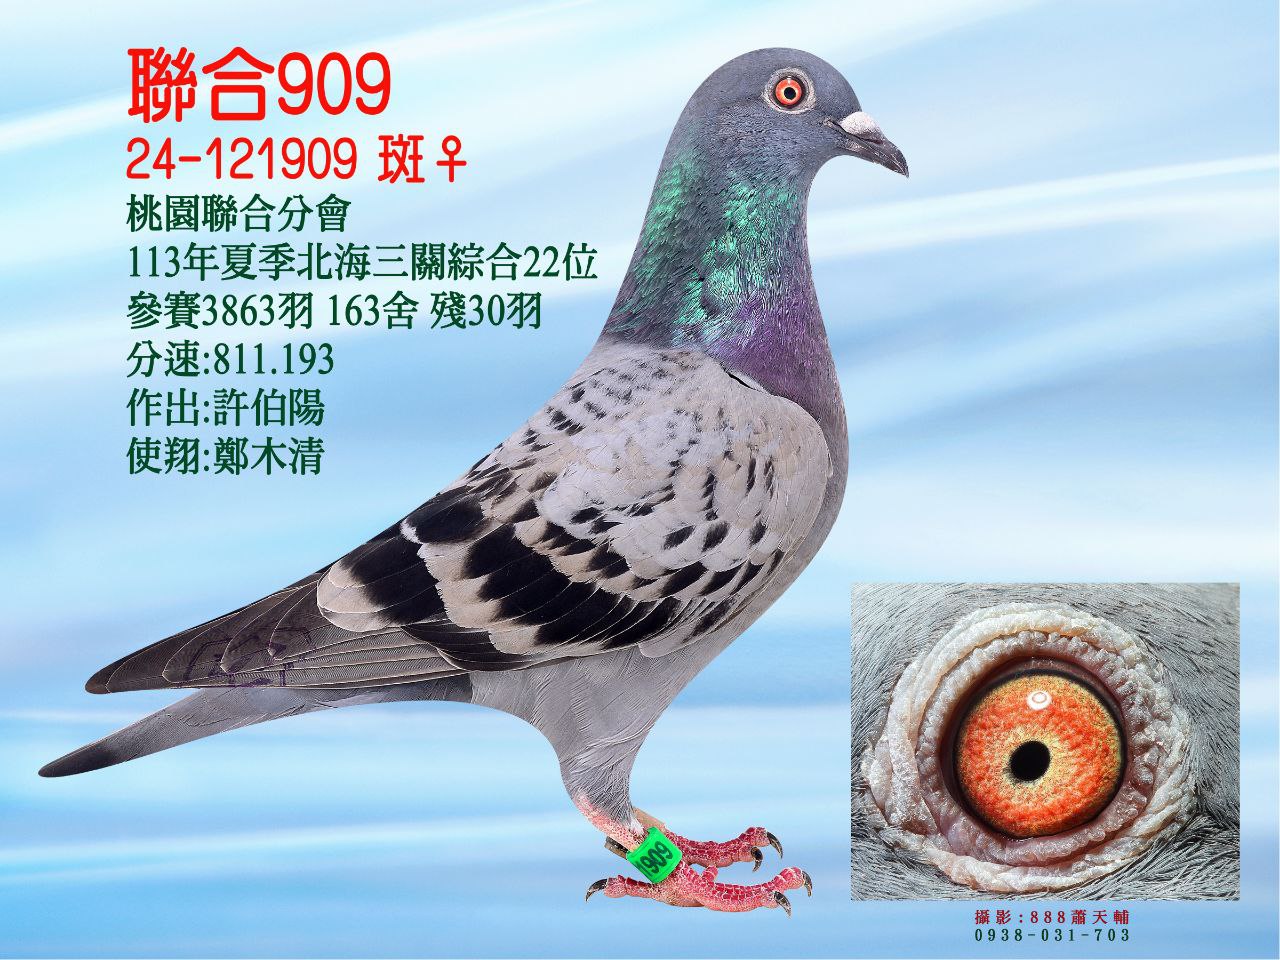 聯合909
24-121909 斑♀
桃園聯合分會
113年夏季北海三關綜合22位
參賽3863羽 163舍 殘30羽
分速:811.193
作出:許伯陽
使翔:鄭木清
1909
攝影:888蕭天輔
0938-031-703